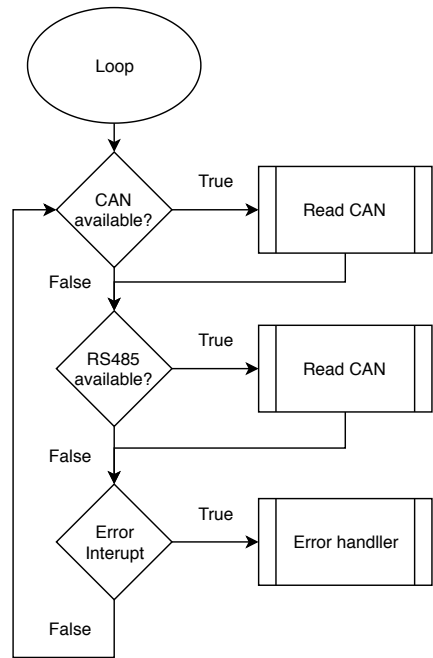 Loop
CAN
available?
True
Read CAN
False
RS485
available?
True
Read CAN
False
Error
Interupt
True
Error handller
False